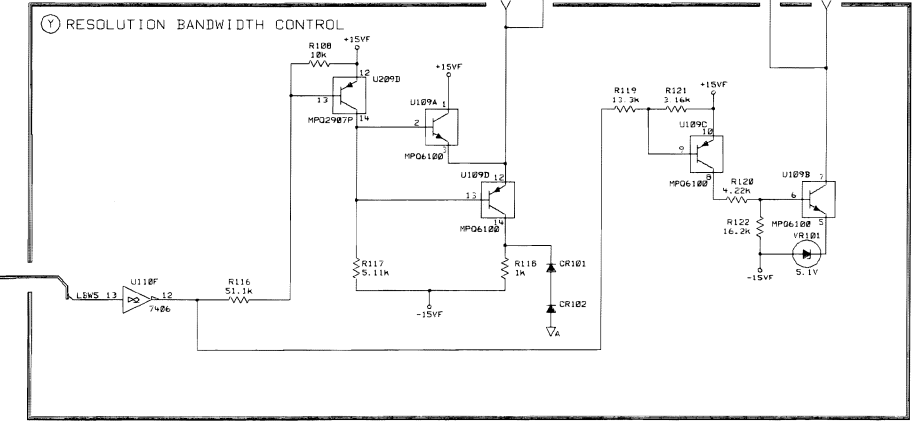 Y RESOLUTION BANDWIDTH CONTROL
R108
10k
+15VF
U209D
12
13
14
MPQ2907P
+15VF
U109A
1
2
3
MPQ6100
U109D
12
13
14
MPQ6100
R117
5.11k
R118
1k
CR101
CR102
A
-15VF
LBW5 13
U110F
12
7406
R116
51.1k
R119
13.3k
R121
3.16k
+15VF
U109C
10
9
8
MPQ6100
R120
4.22k
R122
16.2k
U109B
7
6
5
MPQ6100
VR101
5.1V
-15VF